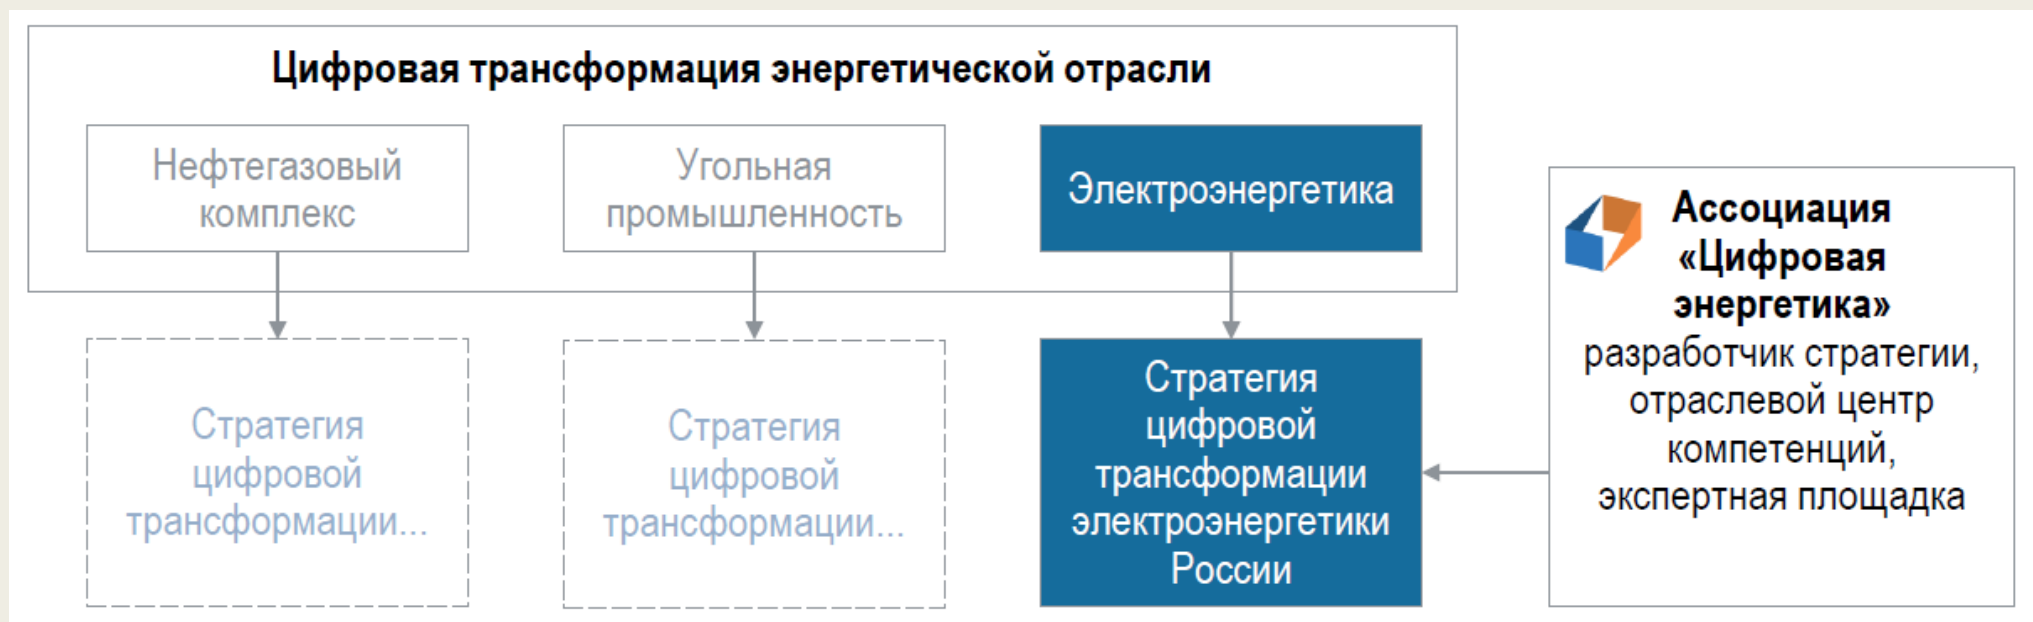 Цифровая трансформация энергетической отрасли
Нефтегазовый
комплекс
Угольная
промышленность
Электроэнергетика
Стратегия
цифровой
трансформации...
Стратегия
цифровой
трансформации...
Стратегия
цифровой
трансформации
электроэнергетики
России
Ассоциация
«Цифровая
энергетика»
разработчик стратегии,
отраслевой центр
компетенций,
экспертная площадка